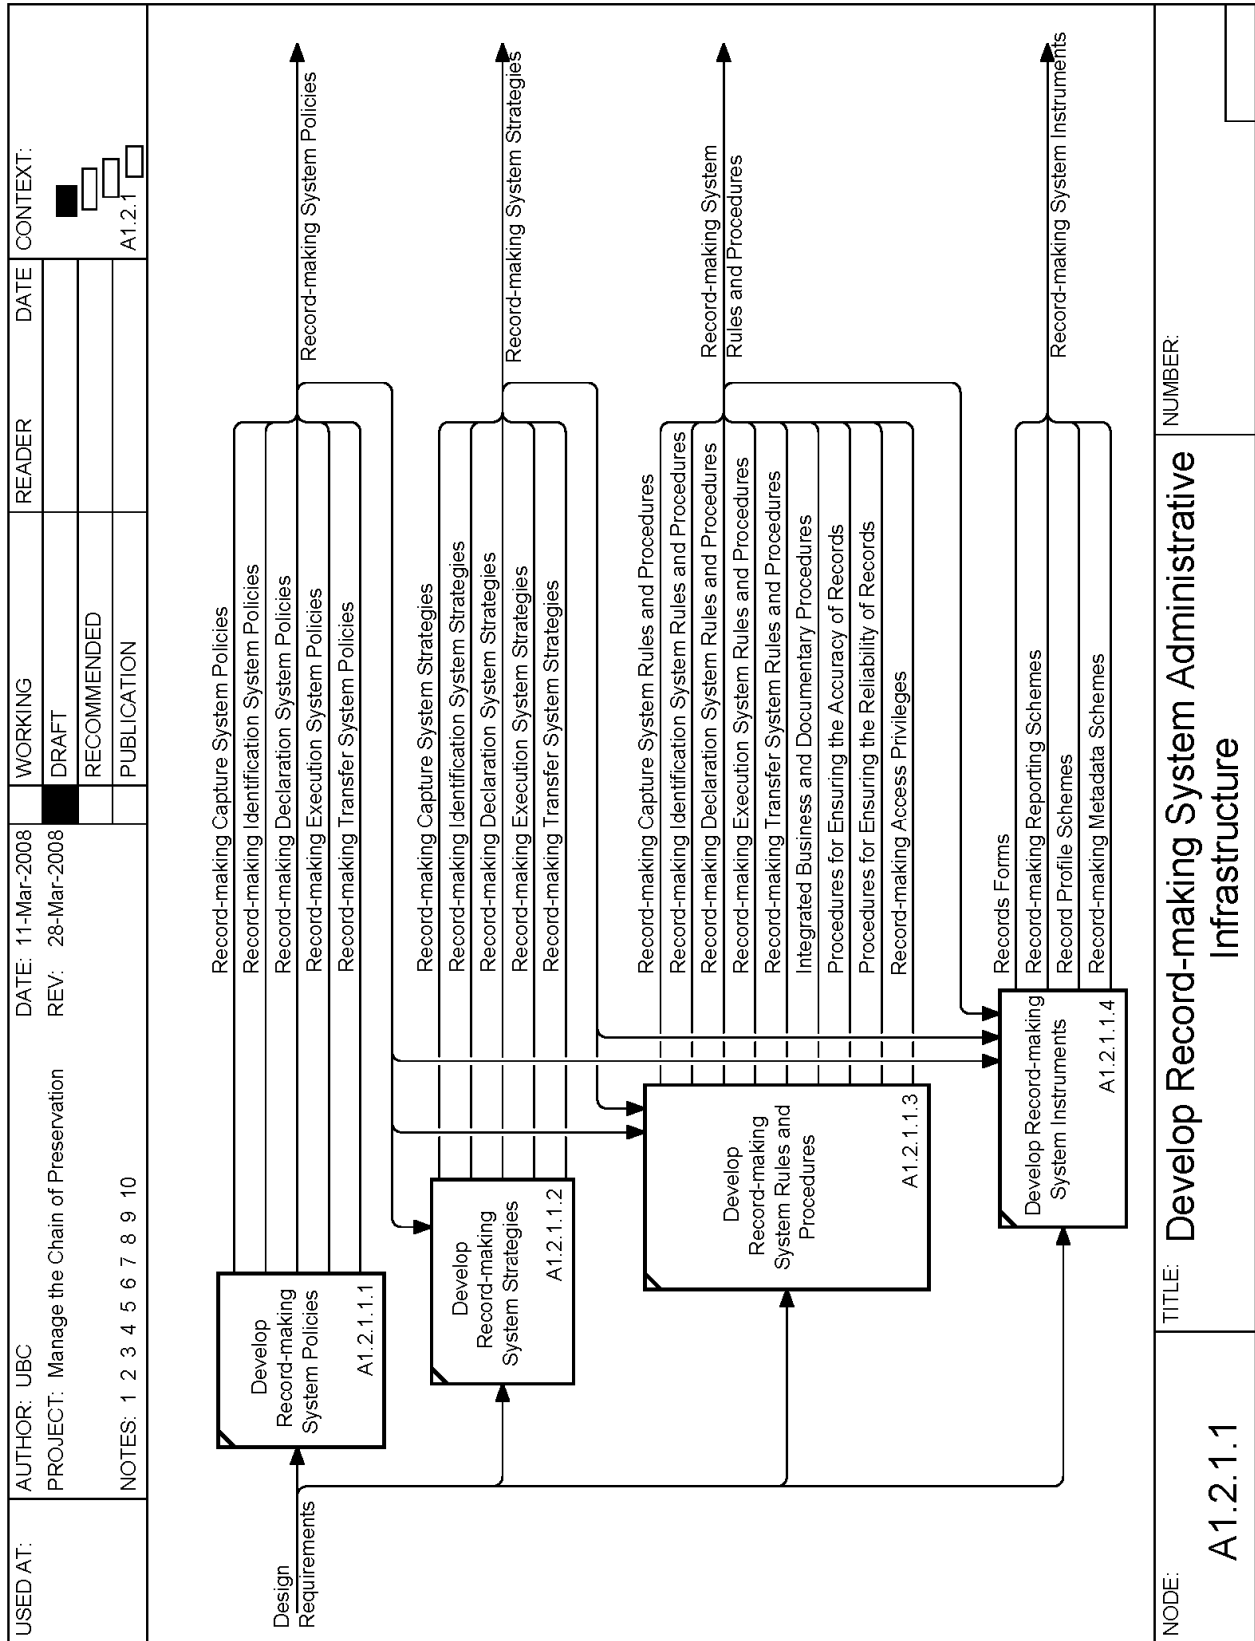 USED AT:
AUTHOR: UBC
PROJECT: Manage the Chain of Preservation
NOTES: 1 2 3 4 5 6 7 8 9 10
DATE: 11-Mar-2008
REV: 28-Mar-2008
WORKING
DRAFT
RECOMMENDED
PUBLICATION
READER
DATE
CONTEXT:
A1.2.1
Design
Requirements
Develop
Record-making
System Policies
A1.2.1.1.1
Record-making Capture System Policies
Record-making Identification System Policies
Record-making Declaration System Policies
Record-making Execution System Policies
Record-making Transfer System Policies
Record-making System Policies
Develop
Record-making
System Strategies
A1.2.1.1.2
Record-making Capture System Strategies
Record-making Identification System Strategies
Record-making Declaration System Strategies
Record-making Execution System Strategies
Record-making Transfer System Strategies
Record-making System Strategies
Develop
Record-making
System Rules and
Procedures
A1.2.1.1.3
Record-making Capture System Rules and Procedures
Record-making Identification System Rules and Procedures
Record-making Declaration System Rules and Procedures
Record-making Execution System Rules and Procedures
Record-making Transfer System Rules and Procedures
Integrated Business and Documentary Procedures
Procedures for Ensuring the Accuracy of Records
Procedures for Ensuring the Reliability of Records
Record-making Access Privileges
Record-making System
Rules and Procedures
Develop Record-making
System Instruments
A1.2.1.1.4
Records Forms
Record-making Reporting Schemes
Record Profile Schemes
Record-making Metadata Schemes
Record-making System Instruments
NODE:
A1.2.1.1
TITLE:
Develop Record-making System Administrative
Infrastructure
NUMBER: